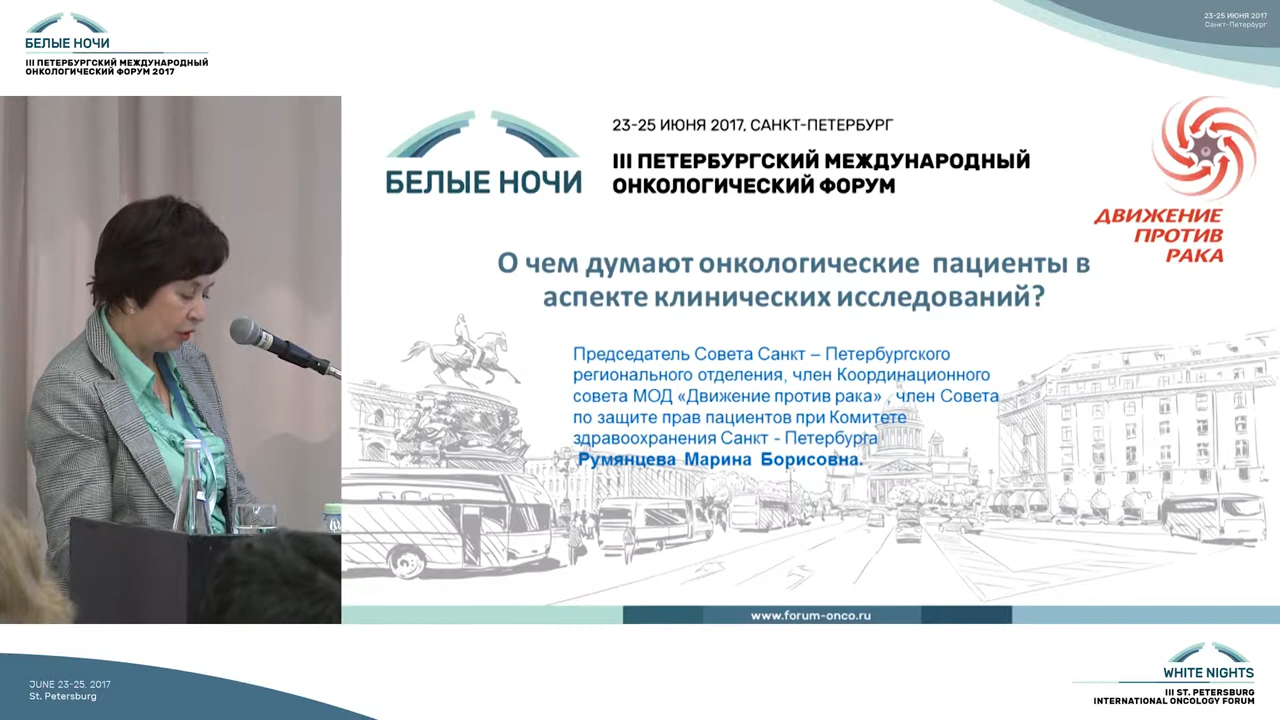 БЕЛЫЕ НОЧИ
III ПЕТЕРБУРГСКИЙ МЕЖДУНАРОДНЫЙ
ОНКОЛОГИЧЕСКИЙ ФОРУМ 2017
23-25 ИЮНЯ 2017
Санкт-Петербург
БЕЛЫЕ НОЧИ
23-25 ИЮНЯ 2017, САНКТ-ПЕТЕРБУРГ
III ПЕТЕРБУРГСКИЙ МЕЖДУНАРОДНЫЙ
ОНКОЛОГИЧЕСКИЙ ФОРУМ
ДВИЖЕНИЕ
ПРОТИВ
РАКА
О чем думают онкологические пациенты в
аспекте клинических исследований?
Председатель Совета Санкт – Петербургского
регионального отделения, член Координационного
совета МОД «Движение против рака» , член Совета
по защите прав пациентов при Комитете
здравоохранения Санкт - Петербурга
Румянцева Марина Борисовна.
www.forum-onco.ru
JUNE 23-25, 2017
St. Petersburg
WHITE NIGHTS
III ST. PETERSBURG
INTERNATIONAL ONCOLOGY FORUM